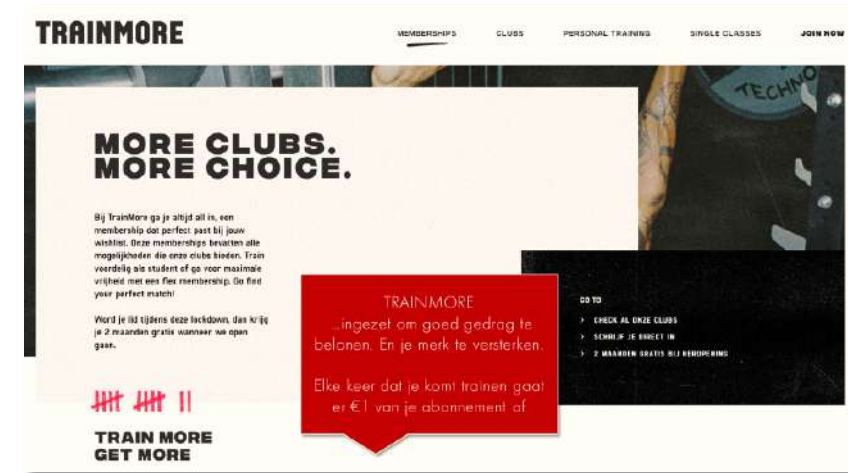 TRAINMORE
MEMBERSHIPS
CLUBS
PERSONAL TRAINING
SINGLE CLASSES
JOIN NOW
TECHNO
MORE CLUBS.
MORE CHOICE.
Bij TrainMore ga je altijd all in, een
membership dat perfect past bij jouw
wishlist. Onze memberships bevatten alle
mogelijkheden die onze clubs bieden. Train
voordelig als student of go voor maximale
vrijheid met een flex membership. Go find
your perfect match!
Word je lid tijdens deze lockdown, dan krijg
je 2 maanden gratis wanneer we open
gaan.
TRAINMORE
...ingezet om goed gedrag te
belonen. En je merk te versterken.
Elke keer dat je komt trainen gaat
er €1 van je abonnement af
GO TO
> CHECK AL ONZE CLUBS
> SCHRIJF JE DIRECT IN
> 2 MAANDEN GRATIS BIJ HEROPENING
TRAIN MORE
GET MORE